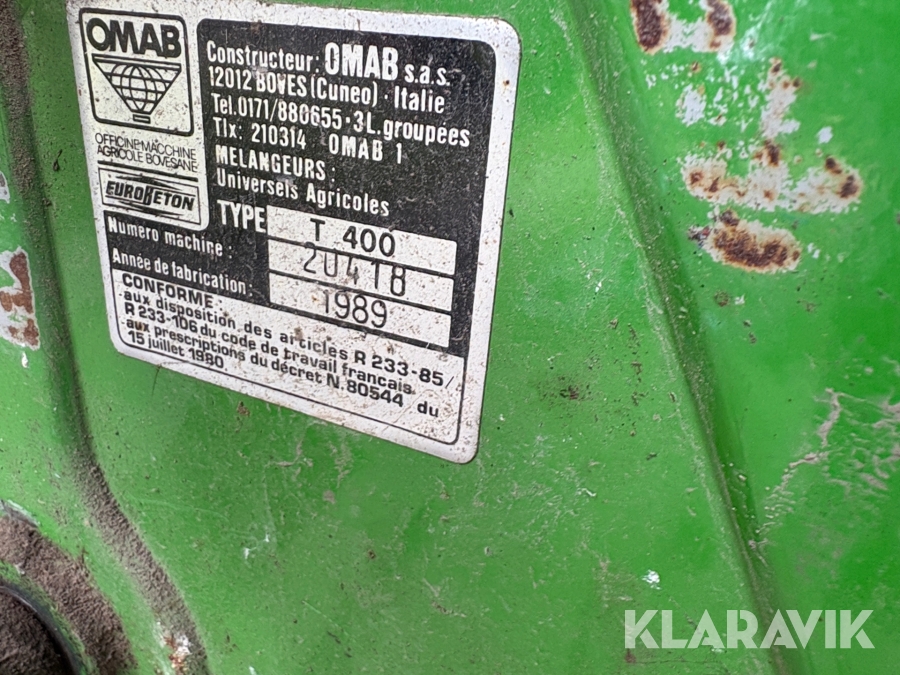 OMAB
OFFICINE MACCHINE
AGRICOLE BOVESANE
EUROBETON
Constructeur: OMAB s.a.s.
12012 BOVES (Cuneo) · Italie
Tel.0171/880655 · 3L. groupées
Tlx: 210314 OMAB 1
MELANGEURS:
Universels Agricoles
TYPE T 400
Numero machine: 20418
Année de fabrication: 1989
CONFORME:
-aux disposition des articles R 233-85/
R 233-106 du code de travail francais
-aux prescriptions du décret N. 80544 du
15 juillet 1980.
KLARAVIK